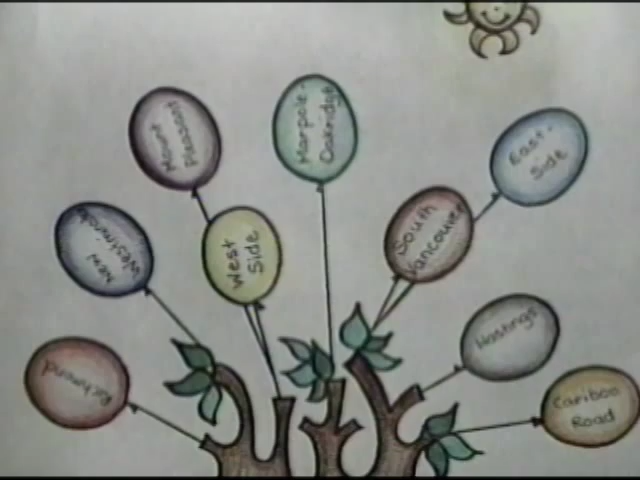 Mount
Pleasant
Marpole-
Oakridge
East-
Side
New
Westminster
West
Side
South
Vancouver
Hastings
Richmond
Cariboo
Road